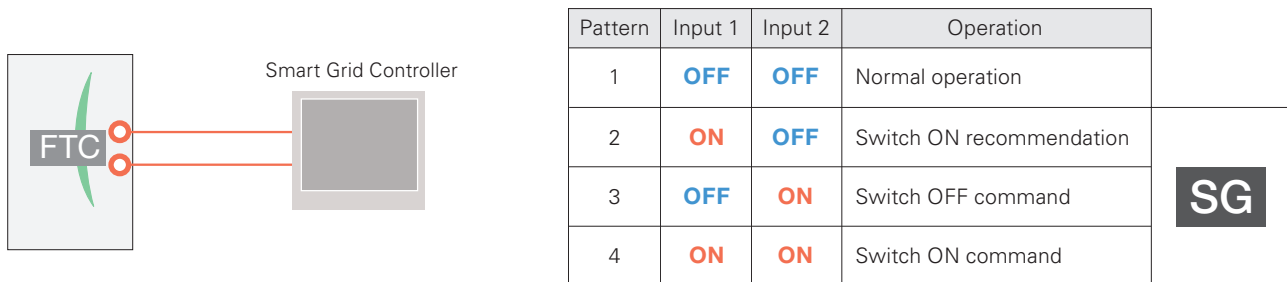 Smart Grid Controller
FTC
Pattern Input 1 Input 2 Operation
1 OFF OFF Normal operation
2 ON OFF Switch ON recommendation
3 OFF ON Switch OFF command
4 ON ON Switch ON command
SG